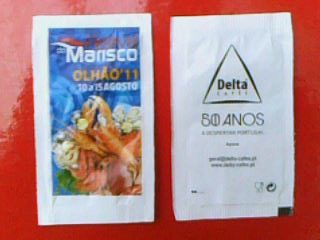 Marisco
OLHÃO'11
10 a 15 AGOSTO
Delta
CAFÉS
50 ANOS
A DESPERTAR PORTUGAL
Açúcar
geral@delta-cafes.pt
www.delta-cafes.pt